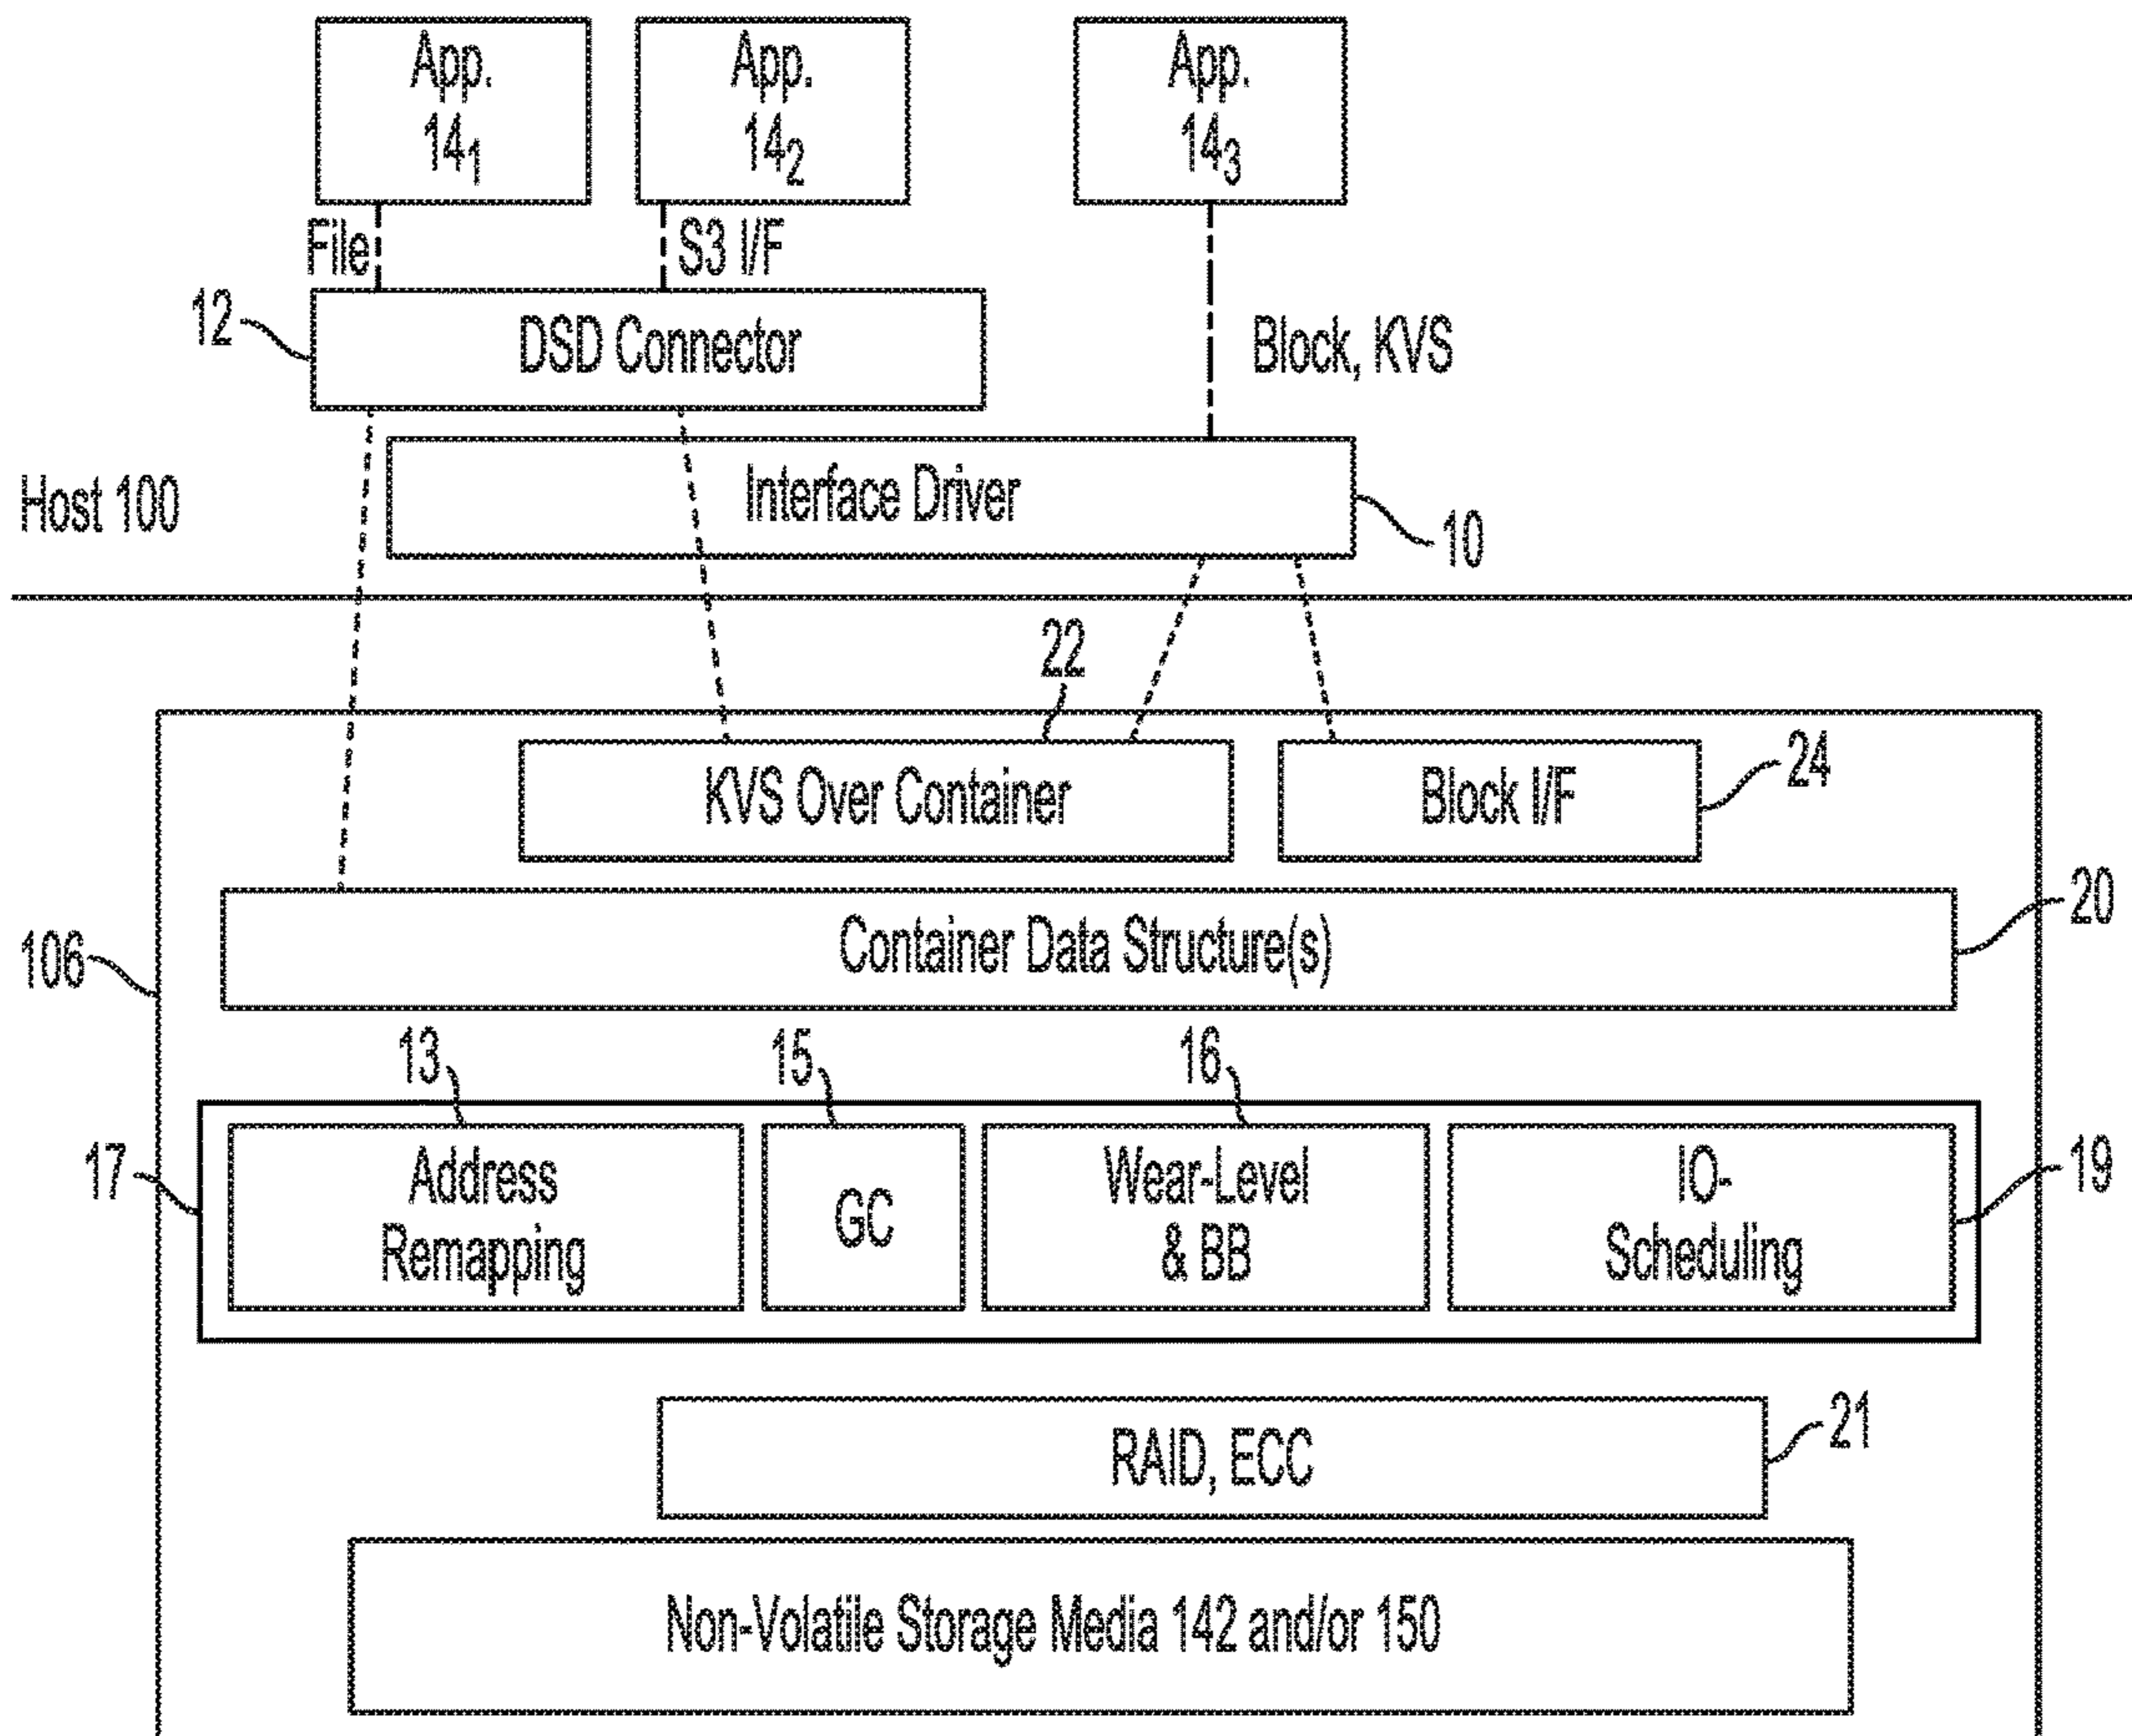 App.
14₁
App.
14₂
App.
14₃
File
S3 I/F
12
DSD Connector
Block, KVS
Interface Driver
Host 100
10
22
KVS Over Container
Block I/F
24
Container Data Structure(s)
20
106
13
15
16
17
Address
Remapping
GC
Wear-Level
& BB
IO-
Scheduling
19
RAID, ECC
21
Non-Volatile Storage Media 142 and/or 150